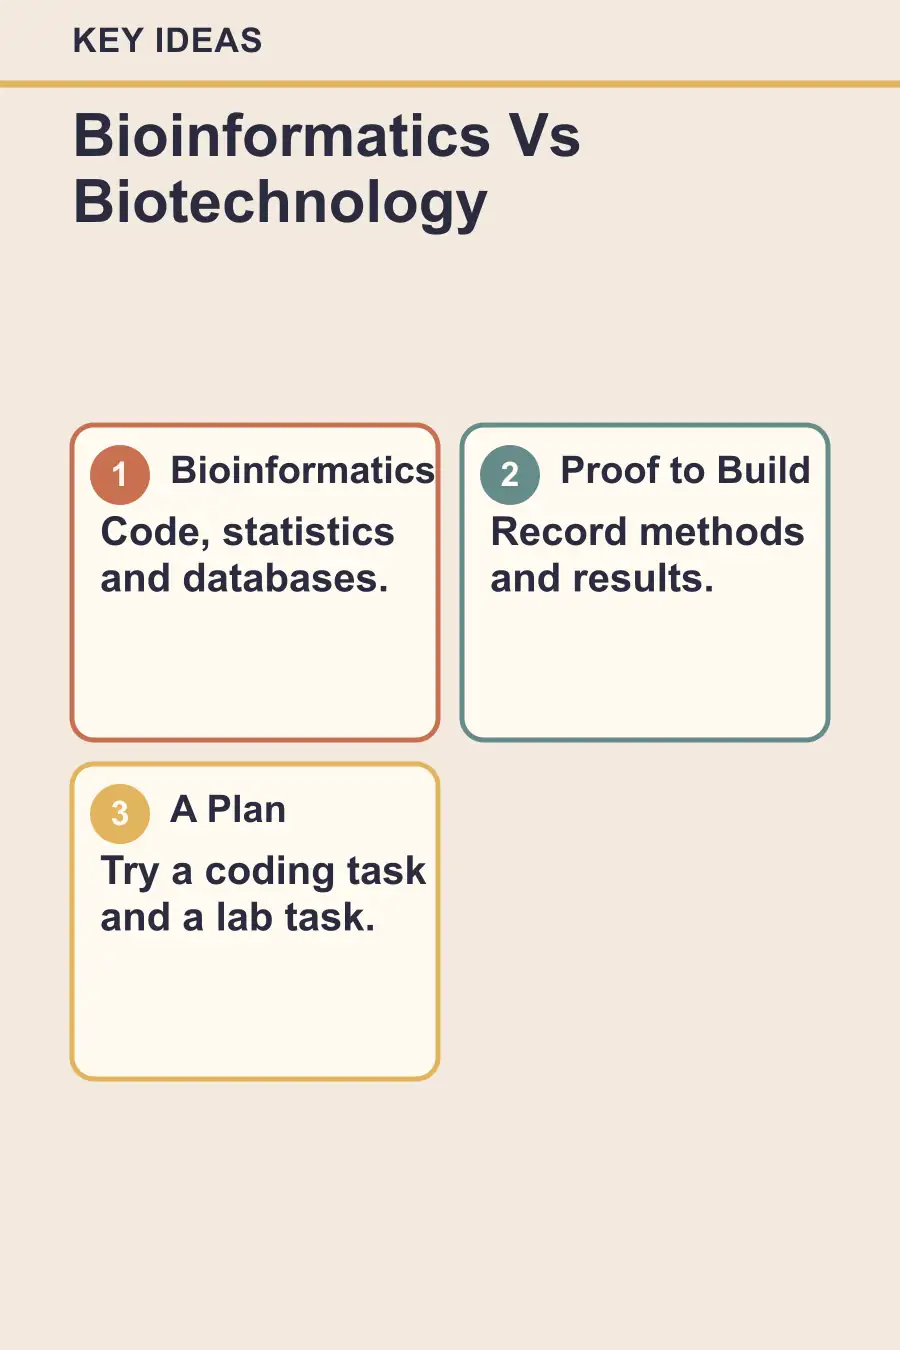 KEY IDEAS
Bioinformatics Vs
Biotechnology
1 Bioinformatics
Code, statistics
and databases.
2 Proof to Build
Record methods
and results.
3 A Plan
Try a coding task
and a lab task.